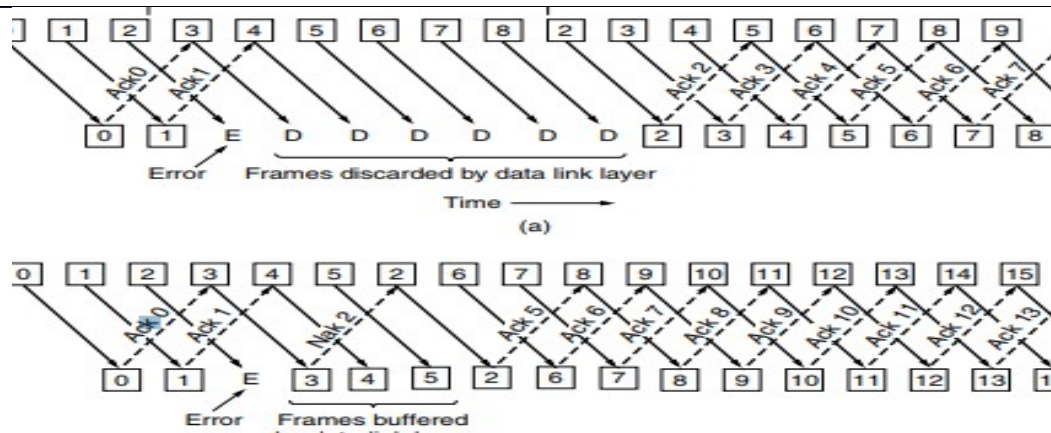 1 2 3 4 5 6 7 8 2 3 4 5 6 7 8 9
Ack 0 Ack 1 Ack 2 Ack 3 Ack 4 Ack 5 Ack 6 Ack 7
0 1 E D D D D D D 2 3 4 5 6 7 8
Error Frames discarded by data link layer
Time
(a)
0 1 2 3 4 5 2 6 7 8 9 10 11 12 13 14 15
Ack 0 Ack 1 Nak 2 Ack 5 Ack 6 Ack 7 Ack 8 Ack 9 Ack 10 Ack 11 Ack 12 Ack 13
0 1 E 3 4 5 2 6 7 8 9 10 11 12 13
Error Frames buffered